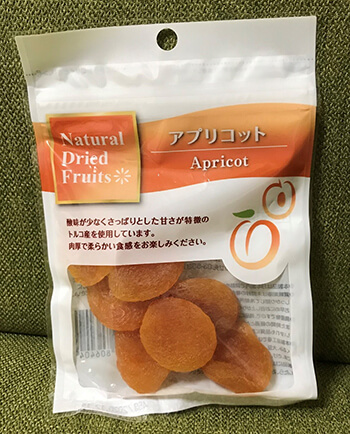 Natural
Dried
Fruits
アプリコット
Apricot
酸味が少なくさっぱりとした甘さが特徴の
トルコ産を使用しています。
肉厚で柔らかい食感をお楽しみください。